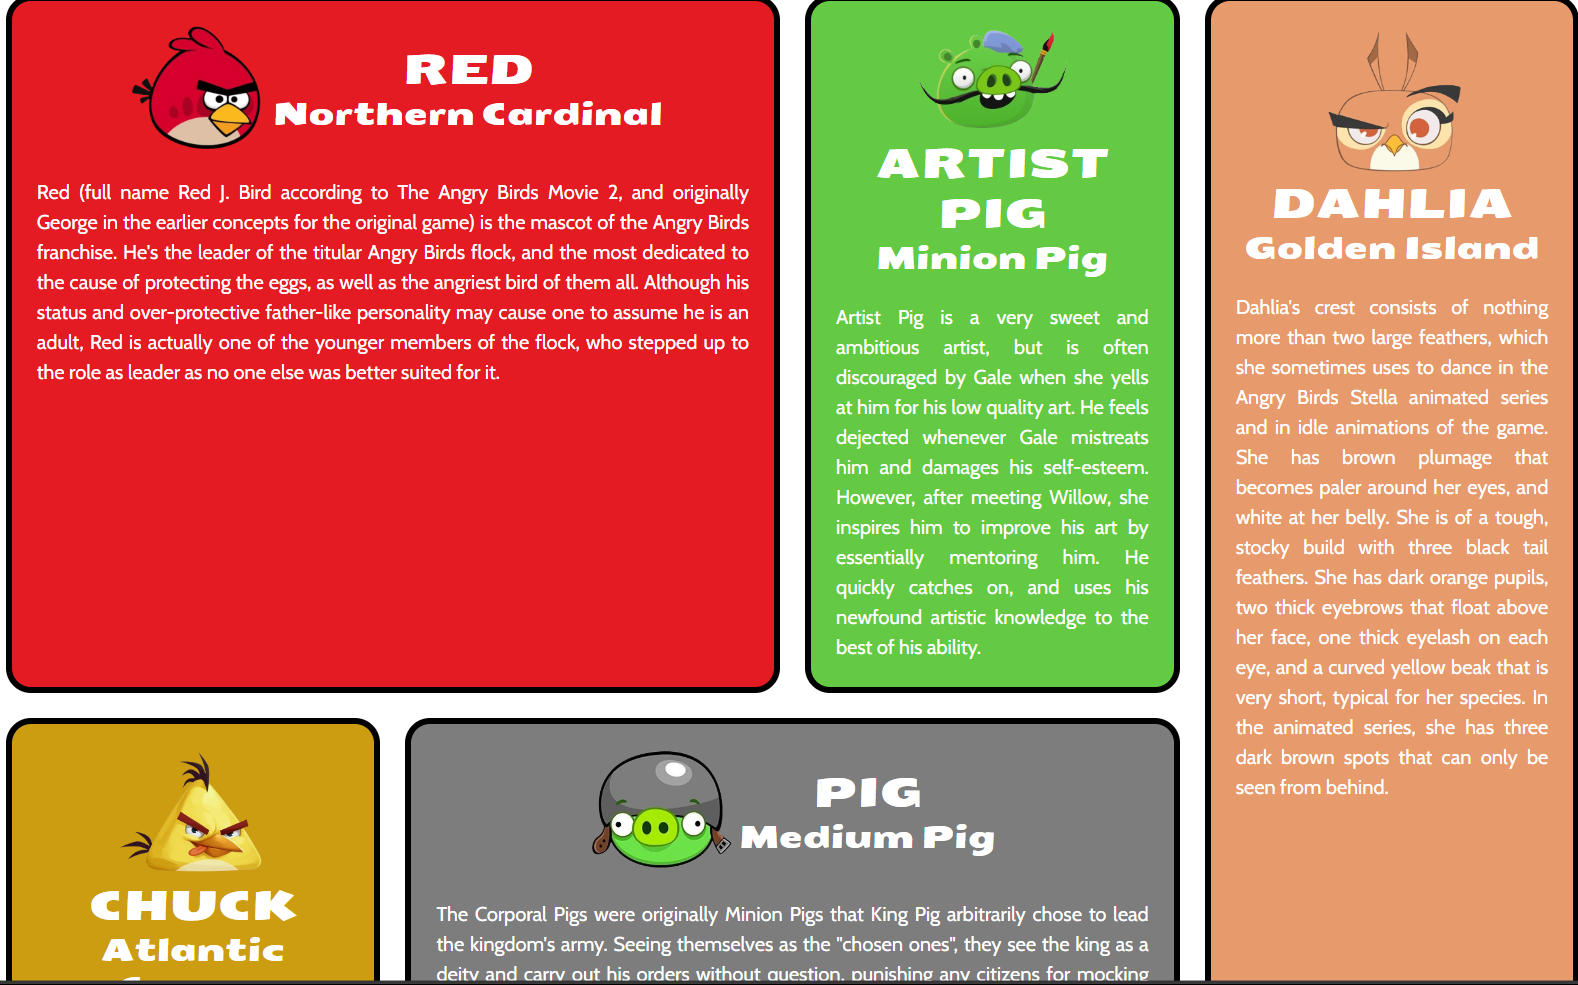 RED
Northern Cardinal
Red (full name Red J. Bird according to The Angry Birds Movie 2, and originally
George in the earlier concepts for the original game) is the mascot of the Angry Birds
franchise. He's the leader of the titular Angry Birds flock, and the most dedicated to
the cause of protecting the eggs, as well as the angriest bird of them all. Although his
status and over-protective father-like personality may cause one to assume he is an
adult, Red is actually one of the younger members of the flock, who stepped up to
the role as leader as no one else was better suited for it.
ARTIST
PIG
Minion Pig
Artist Pig is a very sweet and
ambitious artist, but is often
discouraged by Gale when she yells
at him for his low quality art. He feels
dejected whenever Gale mistreats
him and damages his self-esteem.
However, after meeting Willow, she
inspires him to improve his art by
essentially mentoring him. He
quickly catches on, and uses his
newfound artistic knowledge to the
best of his ability.
DAHLIA
Golden Island
Dahlia's crest consists of nothing
more than two large feathers, which
she sometimes uses to dance in the
Angry Birds Stella animated series
and in idle animations of the game.
She has brown plumage that
becomes paler around her eyes, and
white at her belly. She is of a tough,
stocky build with three black tail
feathers. She has dark orange pupils,
two thick eyebrows that float above
her face, one thick eyelash on each
eye, and a curved yellow beak that is
very short, typical for her species. In
the animated series, she has three
dark brown spots that can only be
seen from behind.
CHUCK
Atlantic
PIG
Medium Pig
The Corporal Pigs were originally Minion Pigs that King Pig arbitrarily chose to lead
the kingdom's army. Seeing themselves as the "chosen ones", they see the king as a
deity and carry out his orders without question, punishing any citizens for mocking